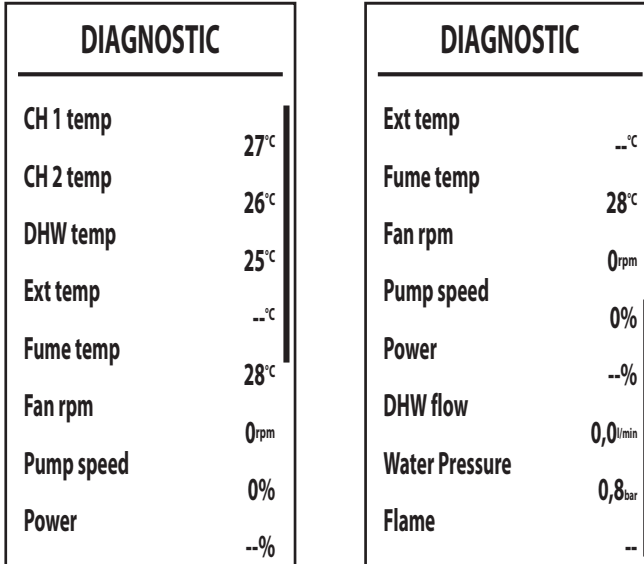 DIAGNOSTIC
CH 1 temp
27°C
CH 2 temp
26°C
DHW temp
25°C
Ext temp
--°C
Fume temp
28°C
Fan rpm
0rpm
Pump speed
0%
Power
--%
DIAGNOSTIC
Ext temp
--°C
Fume temp
28°C
Fan rpm
0rpm
Pump speed
0%
Power
--%
DHW flow
0,0l/min
Water Pressure
0,8bar
Flame
--